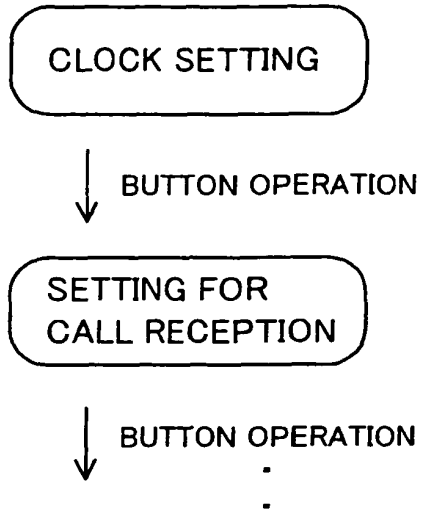 CLOCK SETTING
BUTTON OPERATION
SETTING FOR
CALL RECEPTION
BUTTON OPERATION